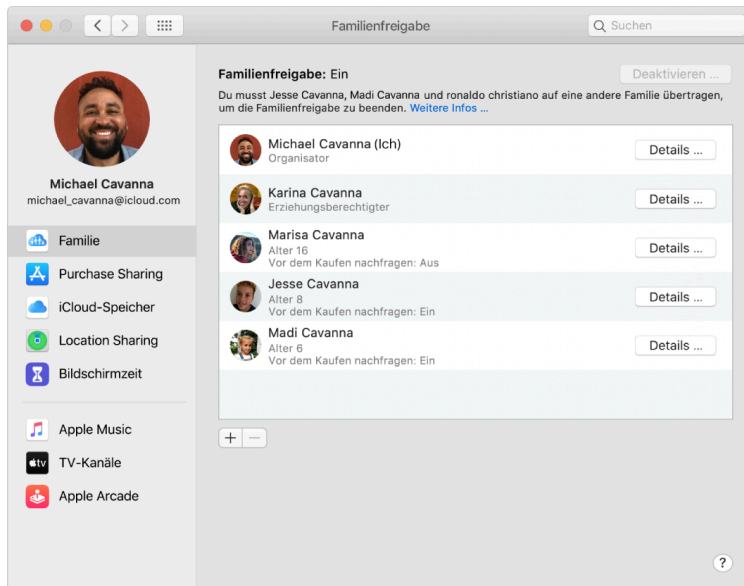 Familienfreigabe
Suchen
Michael Cavanna
michael_cavanna@icloud.com
Familie
Purchase Sharing
iCloud-Speicher
Location Sharing
Bildschirmzeit
Apple Music
TV-Kanäle
Apple Arcade
Familienfreigabe: Ein
Deaktivieren ...
Du musst Jesse Cavanna, Madi Cavanna und ronaldo christiano auf eine andere Familie übertragen,
um die Familienfreigabe zu beenden. Weitere Infos ...
Michael Cavanna (Ich)
Organisator
Details ...
Karina Cavanna
Erziehungsberechtigter
Details ...
Marisa Cavanna
Alter 16
Vor dem Kaufen nachfragen: Aus
Details ...
Jesse Cavanna
Alter 8
Vor dem Kaufen nachfragen: Ein
Details ...
Madi Cavanna
Alter 6
Vor dem Kaufen nachfragen: Ein
Details ...
+ −
?
tv